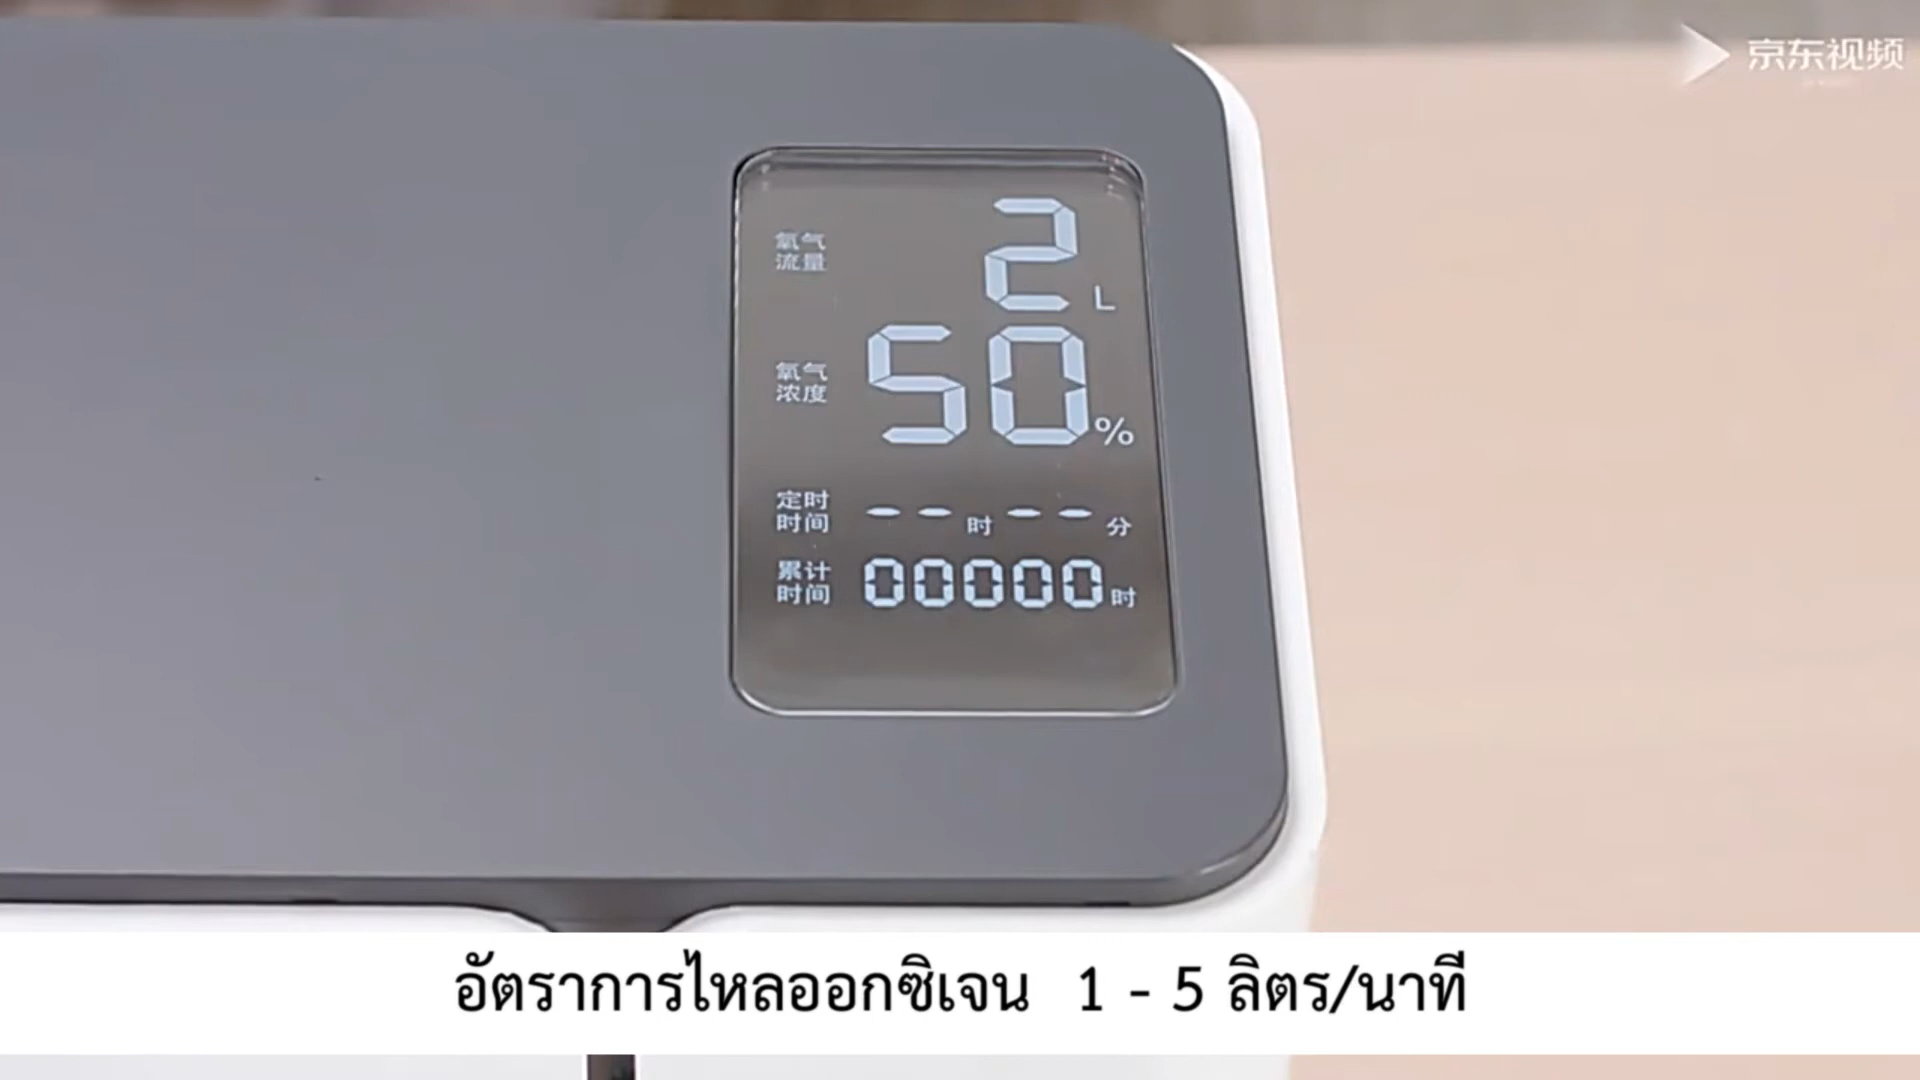 京东视频
氧气
流量
2 L
氧气
浓度
50 %
定时
时间
-- 时 -- 分
累计
时间
00000 时
อัตราการไหลออกซิเจน 1 - 5 ลิตร/นาที